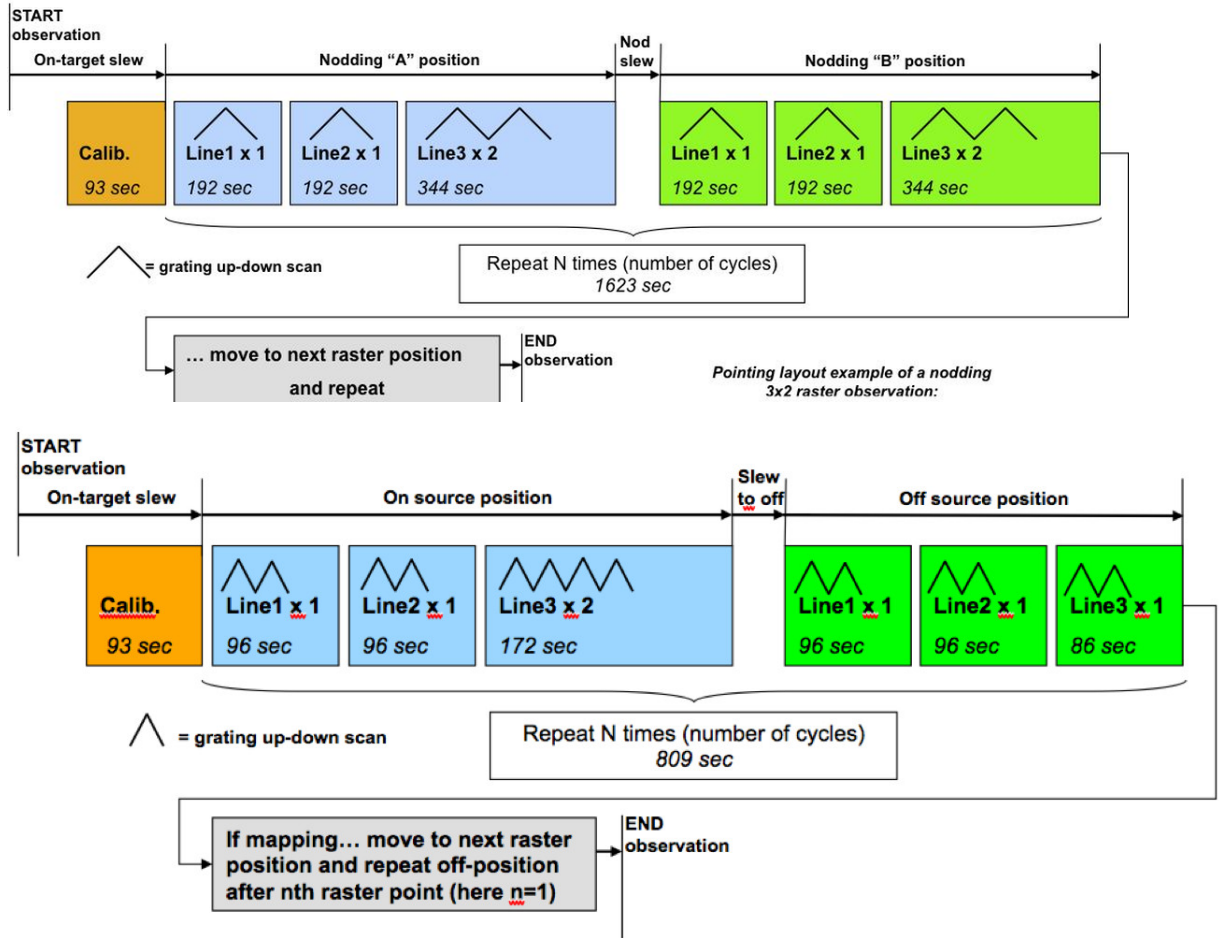 START
observation
On-target slew
Nodding “A” position
Nod
slew
Nodding “B” position
Calib.
93 sec
Line1 x 1
192 sec
Line2 x 1
192 sec
Line3 x 2
344 sec
Line1 x 1
192 sec
Line2 x 1
192 sec
Line3 x 2
344 sec
= grating up-down scan
Repeat N times (number of cycles)
1623 sec
… move to next raster position
and repeat
END
observation
Pointing layout example of a nodding
3x2 raster observation:
START
observation
On-target slew
On source position
Slew
to off
Off source position
Calib.
93 sec
Line1 x 1
96 sec
Line2 x 1
96 sec
Line3 x 2
172 sec
Line1 x 1
96 sec
Line2 x 1
96 sec
Line3 x 1
86 sec
= grating up-down scan
Repeat N times (number of cycles)
809 sec
If mapping… move to next raster
position and repeat off-position
after nth raster point (here n=1)
END
observation